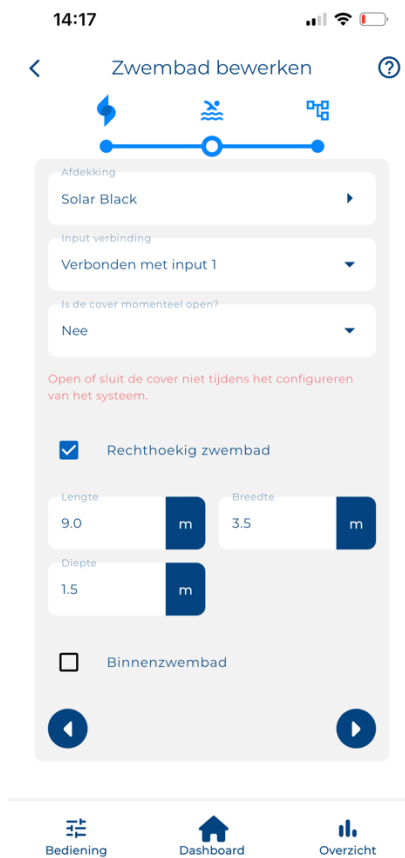 14:17
Zwembad bewerken
Afdekking
Solar Black
Input verbinding
Verbonden met input 1
Is de cover momenteel open?
Nee
Open of sluit de cover niet tijdens het configureren
van het systeem.
Rechthoekig zwembad
Lengte
9.0 m
Breedte
3.5 m
Diepte
1.5 m
Binnenzwembad
Bediening
Dashboard
Overzicht